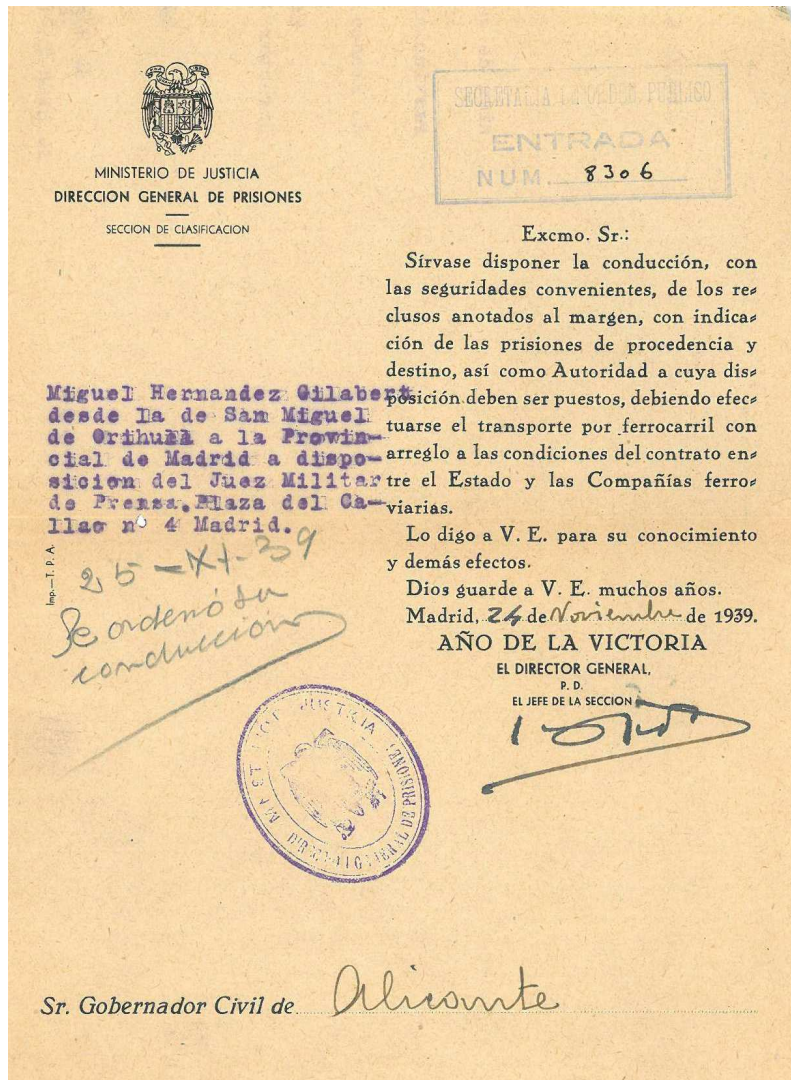 MINISTERIO DE JUSTICIA
DIRECCION GENERAL DE PRISIONES
SECCION DE CLASIFICACION
ENTRADA
NUM. 8306
Excmo. Sr.:
Sírvase disponer la conducción, con
las seguridades convenientes, de los re-
clusos anotados al margen, con indica-
ción de las prisiones de procedencia y
destino, así como Autoridad a cuya dis-
posición deben ser puestos, debiendo efec-
tuarse el transporte por ferrocarril con
arreglo a las condiciones del contrato en-
tre el Estado y las Compañías ferro-
viarias.
Lo digo a V. E. para su conocimiento
y demás efectos.
Dios guarde a V. E. muchos años.
Madrid, 24 de Noviembre de 1939.
AÑO DE LA VICTORIA
EL DIRECTOR GENERAL,
P. D.
EL JEFE DE LA SECCION
Miguel Hernandez Gilabert
desde la de San Miguel
de Orihuela a la Provin-
cial de Madrid a dispo-
sicion del Juez Militar
de Prensa. Plaza del Ca-
llao nº 4 Madrid.
Imp.—T. P. A.
25-XI-39
Se ordenó su
conducción
JUSTICIA
DE PRISIONES
Sr. Gobernador Civil de Alicante